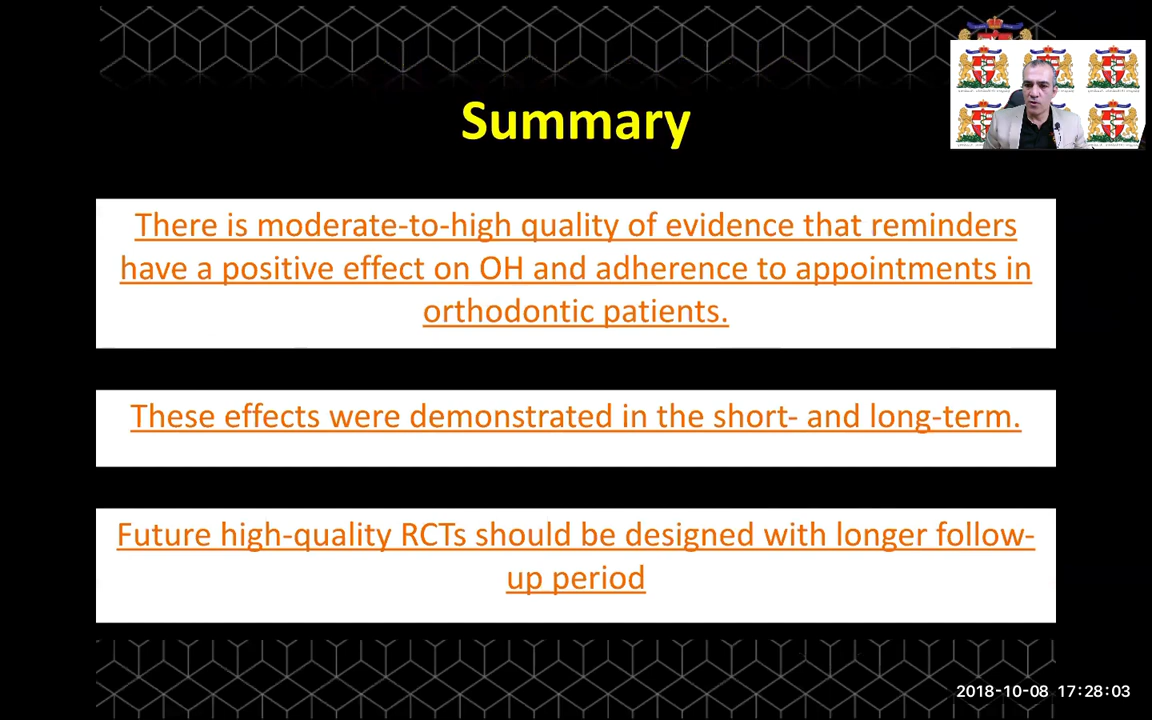 Summary
There is moderate-to-high quality of evidence that reminders
have a positive effect on OH and adherence to appointments in
orthodontic patients.
These effects were demonstrated in the short- and long-term.
Future high-quality RCTs should be designed with longer follow-
up period
2018-10-08 17:28:03